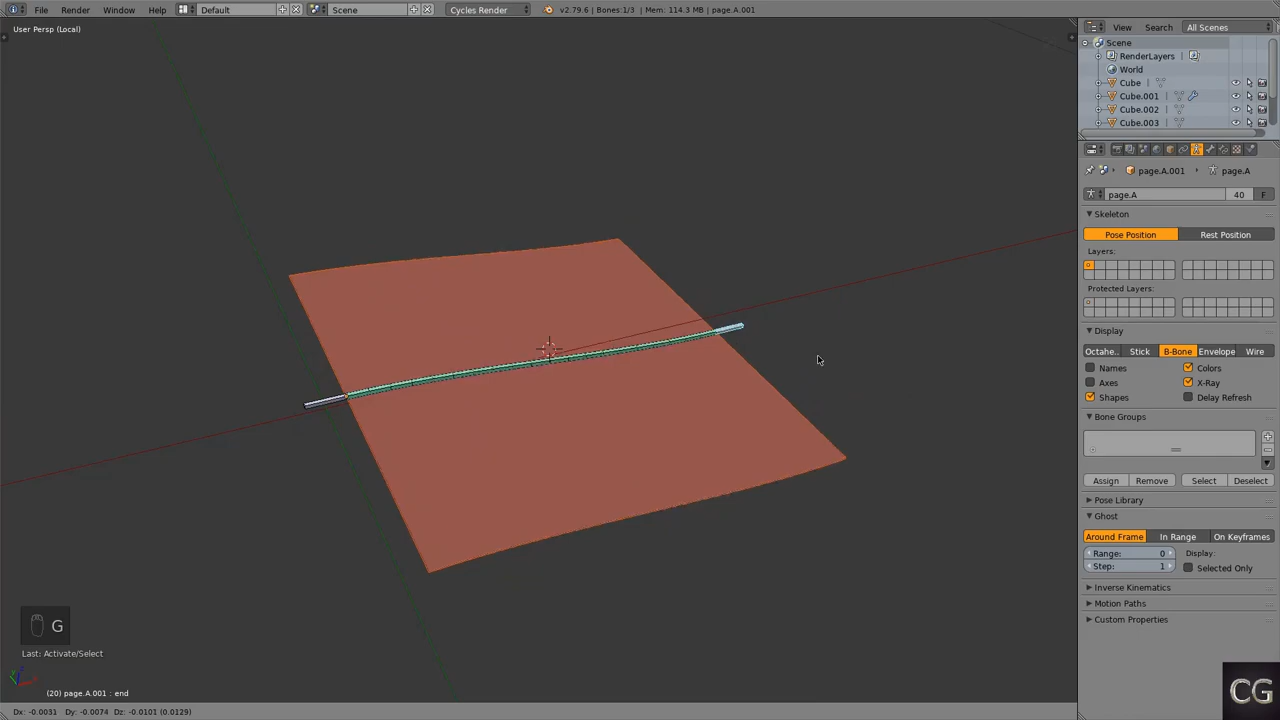 File Render Window Help Default Scene Cycles Render v2.79.6 | Bones:1/3 | Mem: 114.3 MB | page.A.001
User Persp (Local)
View Search All Scenes
Scene
RenderLayers
World
Cube
Cube.001
Cube.002
Cube.003
page.A.001 page.A
page.A 40 F
Skeleton
Pose Position Rest Position
Layers:
Protected Layers:
Display
Octahe.. Stick B-Bone Envelope Wire
Names Colors
Axes X-Ray
Shapes Delay Refresh
Bone Groups
Assign Remove Select Deselect
Pose Library
Ghost
Around Frame In Range On Keyframes
Range: 0 Display:
Step: 1 Selected Only
Inverse Kinematics
Motion Paths
Custom Properties
G
Last: Activate/Select
(20) page.A.001 : end
Dx: -0.0031 Dy: -0.0074 Dz: -0.0101 (0.0129)
CG